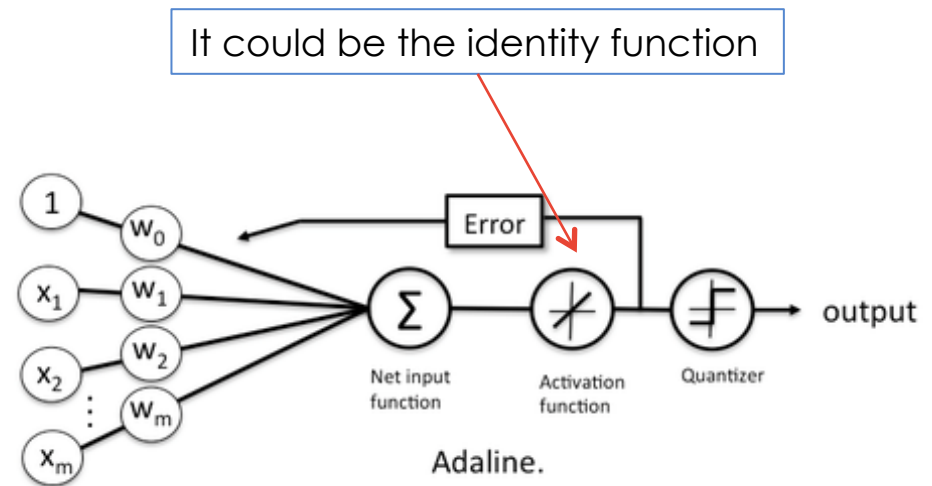 It could be the identity function
1
w₀
Error
x₁
w₁
Σ
output
x₂
w₂
Net input
function
Activation
function
Quantizer
⋮
wₘ
xₘ
Adaline.